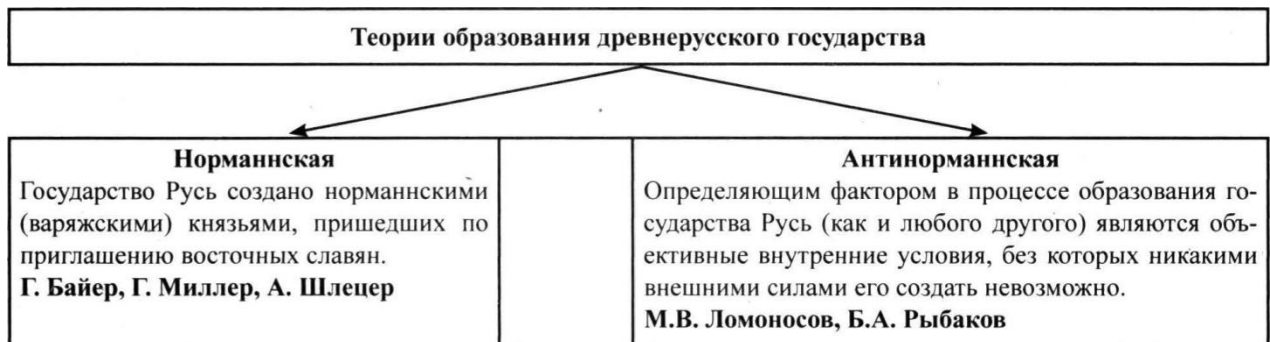 Теории образования древнерусского государства
Норманнская
Государство Русь создано норманнскими
(варяжскими) князьями, пришедших по
приглашению восточных славян.
Г. Байер, Г. Миллер, А. Шлецер
Антинорманнская
Определяющим фактором в процессе образования го-
сударства Русь (как и любого другого) являются объ-
ективные внутренние условия, без которых никакими
внешними силами его создать невозможно.
М.В. Ломоносов, Б.А. Рыбаков